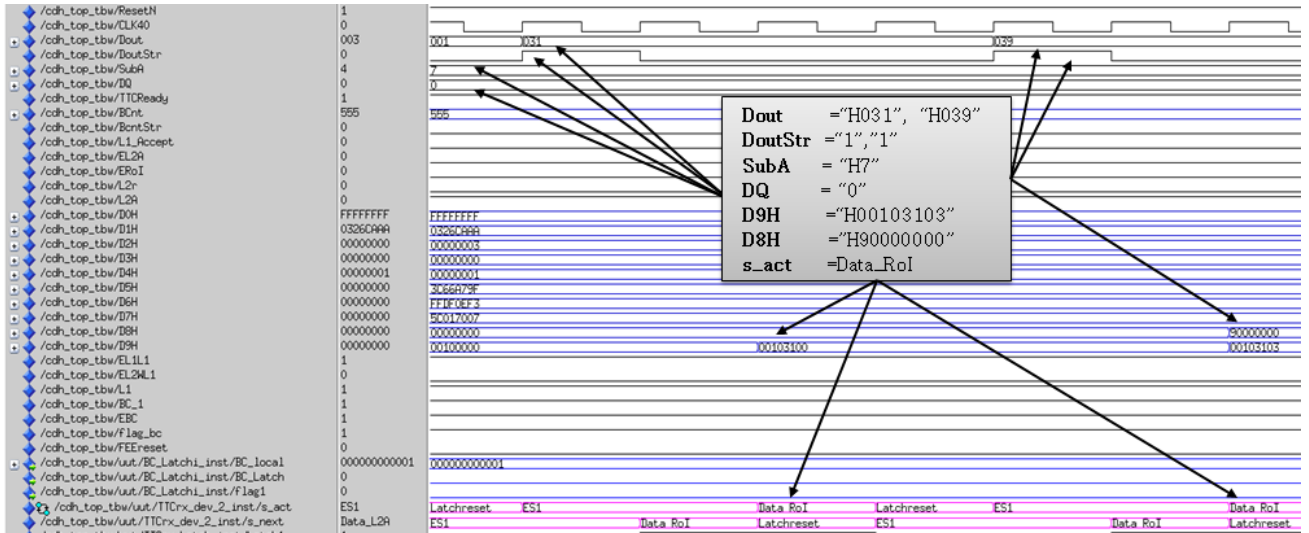 /cdh_top_tbw/ResetN 1
/cdh_top_tbw/CLK40 0
/cdh_top_tbw/Dout 003 001 031 039
/cdh_top_tbw/DoutStr 0
/cdh_top_tbw/SubA 4 7
/cdh_top_tbw/DQ 0 0
/cdh_top_tbw/TTCReady 1
/cdh_top_tbw/BCnt 555 555
/cdh_top_tbw/BcntStr 0
/cdh_top_tbw/L1_Accept 0
/cdh_top_tbw/EL2A 0
/cdh_top_tbw/ERoI 0
/cdh_top_tbw/L2r 0
/cdh_top_tbw/L2A 0
/cdh_top_tbw/D0H FFFFFFFF FFFFFFFF
/cdh_top_tbw/D1H 0326CAAA 0326CAAA
/cdh_top_tbw/D2H 00000000 00000003
/cdh_top_tbw/D3H 00000000 00000000
/cdh_top_tbw/D4H 00000001 00000001
/cdh_top_tbw/D5H 00000000 3C66A79F
/cdh_top_tbw/D6H 00000000 FFDF0EF3
/cdh_top_tbw/D7H 00000000 5C017007
/cdh_top_tbw/D8H 00000000 00000000 90000000
/cdh_top_tbw/D9H 00000000 00100000 00103100 00103103
/cdh_top_tbw/EL1L1 1
/cdh_top_tbw/EL2WL1 0
/cdh_top_tbw/L1 1
/cdh_top_tbw/BC_1 1
/cdh_top_tbw/EBC 1
/cdh_top_tbw/flag_bc 1
/cdh_top_tbw/FEEreset 0
/cdh_top_tbw/uut/BC_Latchi_inst/BC_local 000000000001 000000000001
/cdh_top_tbw/uut/BC_Latchi_inst/BC_Latch 0
/cdh_top_tbw/uut/BC_Latchi_inst/flag1 0
/cdh_top_tbw/uut/TTCrx_dev_2_inst/s_act ES1 Latchreset ES1 Data RoI Latchreset ES1 Data RoI
/cdh_top_tbw/uut/TTCrx_dev_2_inst/s_next Data_L2A ES1 Data RoI Latchreset ES1 Data RoI Latchreset
Dout ="H031", "H039"
DoutStr ="1","1"
SubA = "H7"
DQ = "0"
D9H ="H00103103"
D8H ="H90000000"
s_act =Data_RoI